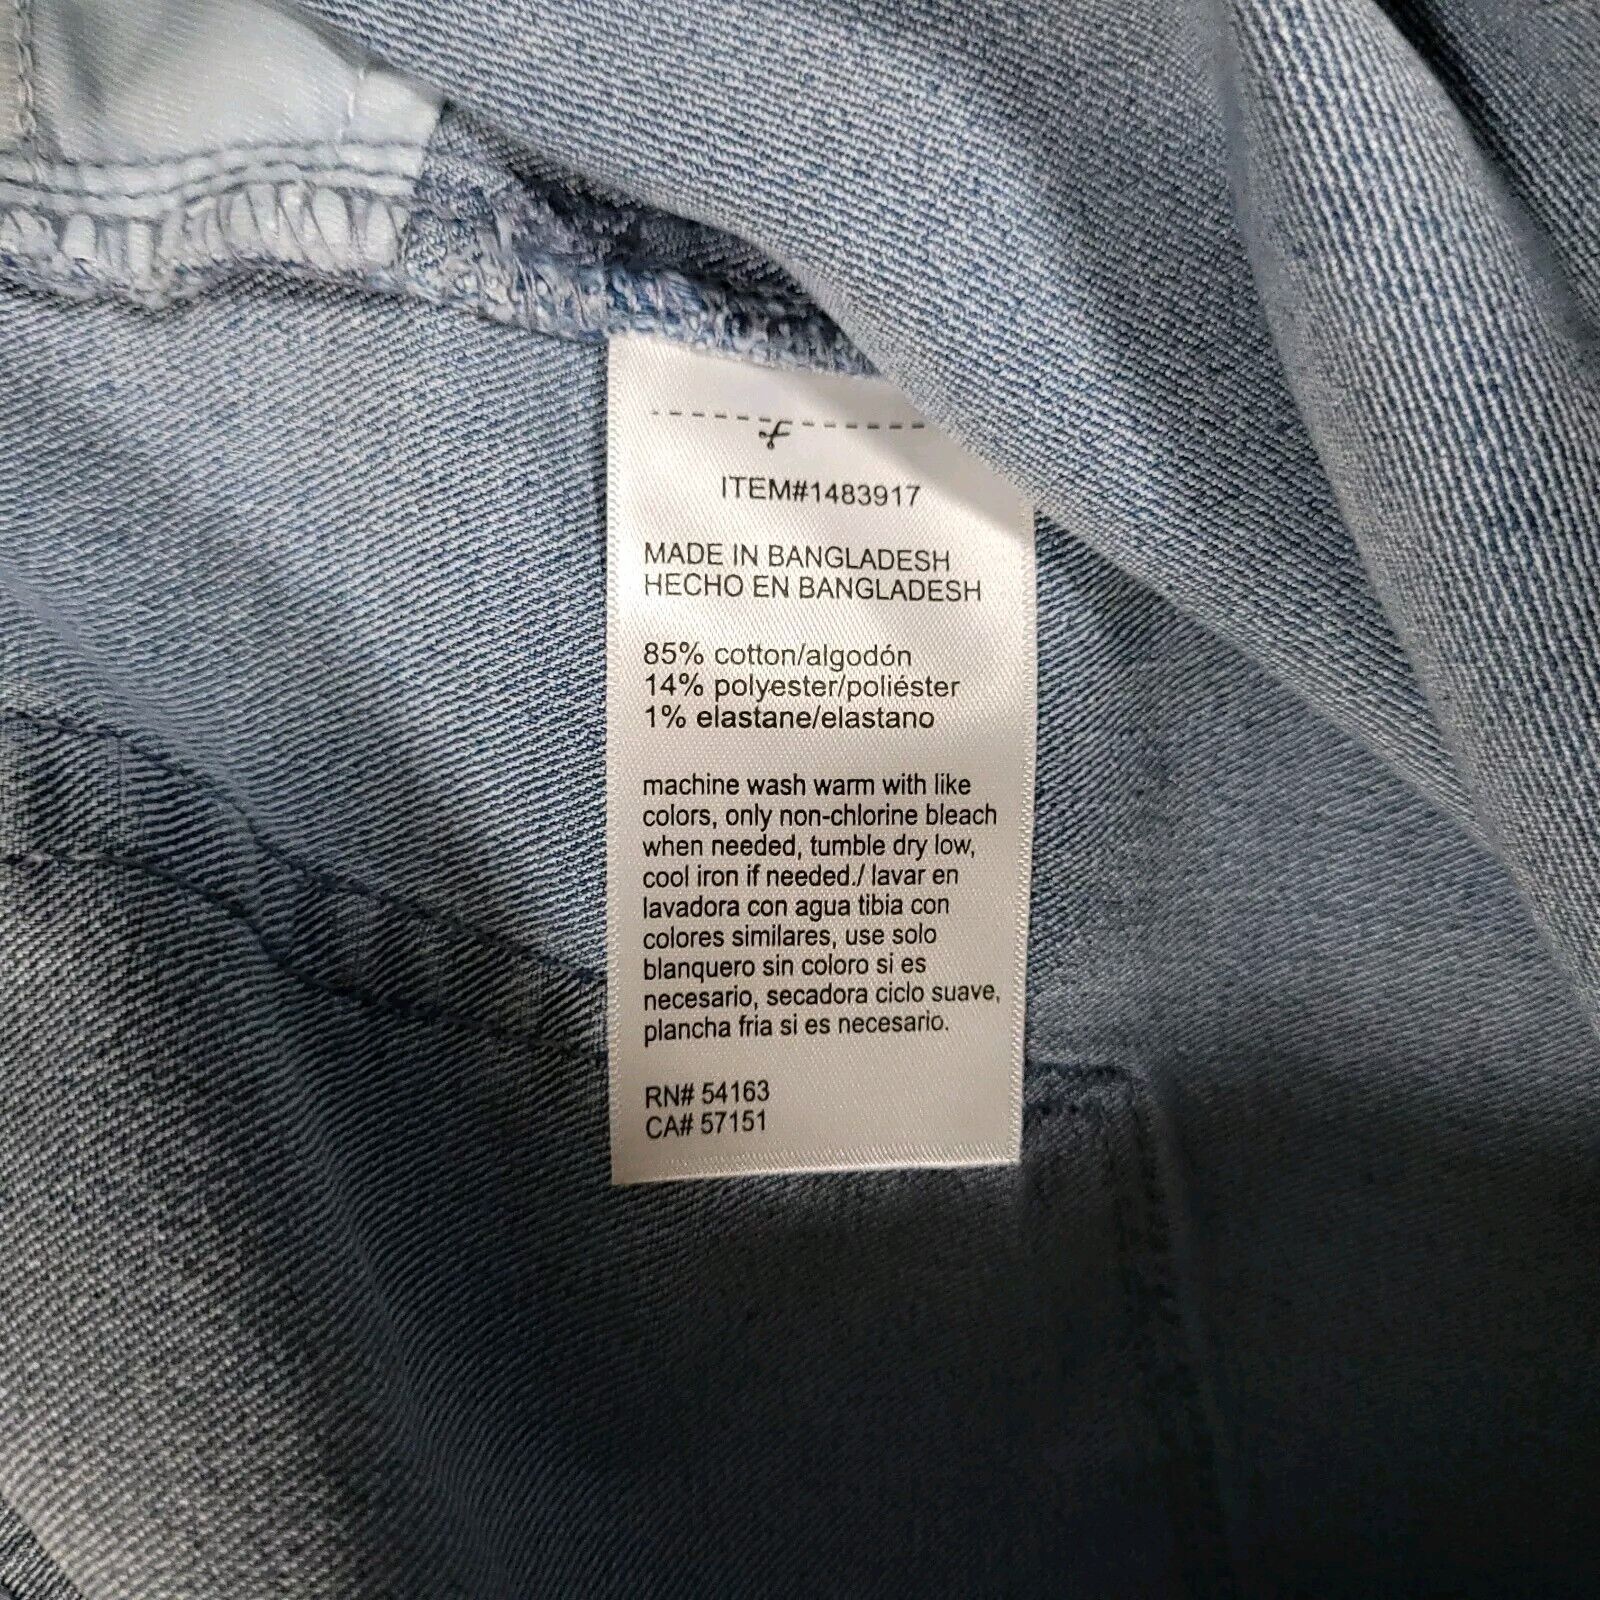 ITEM#1483917
MADE IN BANGLADESH
HECHO EN BANGLADESH
85% cotton/algodón
14% polyester/poliéster
1% elastane/elastano
machine wash warm with like
colors, only non-chlorine bleach
when needed, tumble dry low,
cool iron if needed./ lavar en
lavadora con agua tibia con
colores similares, use solo
blanquero sin coloro si es
necesario, secadora ciclo suave,
plancha fria si es necesario.
RN# 54163
CA# 57151